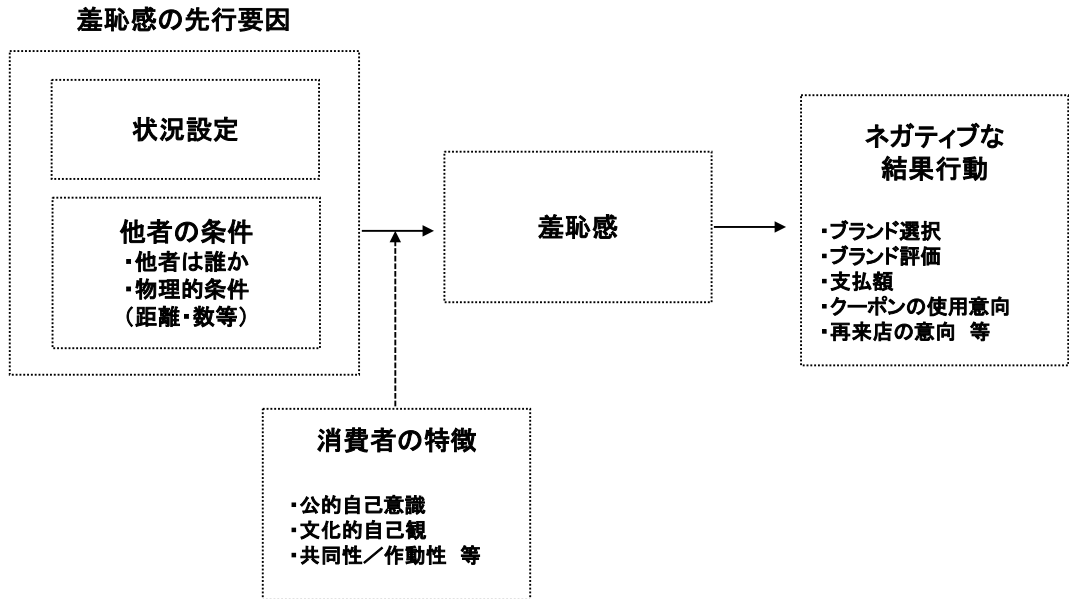 羞恥感の先行要因
状況設定
他者の条件
・他者は誰か
・物理的条件
（距離・数等）
羞恥感
ネガティブな
結果行動
・ブランド選択
・ブランド評価
・支払額
・クーポンの使用意向
・再来店の意向　等
消費者の特徴
・公的自己意識
・文化的自己観
・共同性／作動性　等